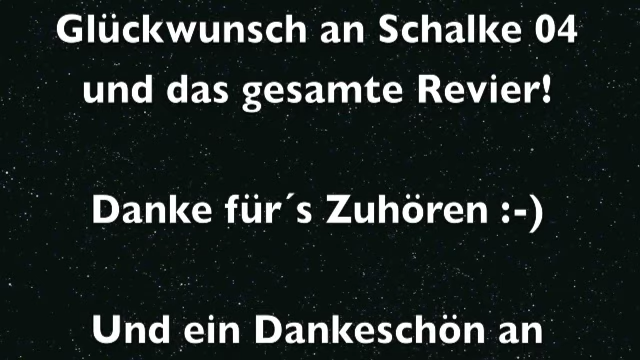 Glückwunsch an Schalke 04
und das gesamte Revier!
Danke für´s Zuhören :-)
Und ein Dankeschön an